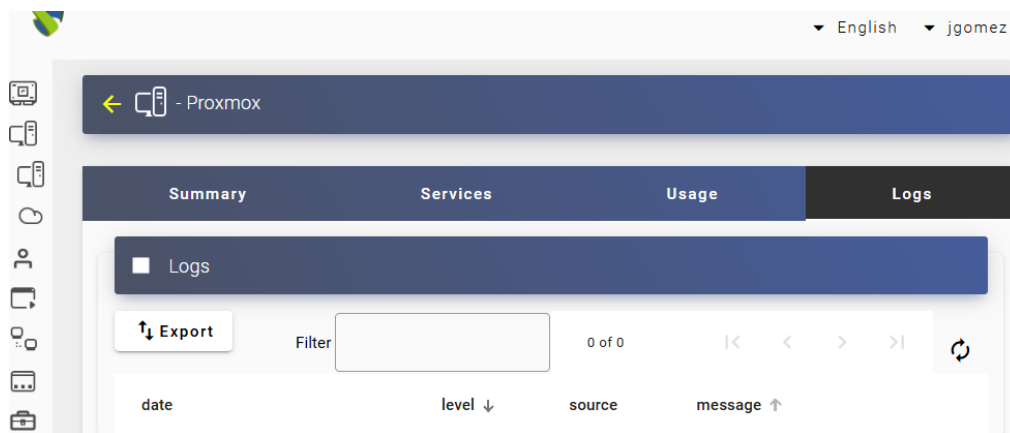 English jgomez
- Proxmox
Summary Services Usage Logs
Logs
Export Filter 0 of 0
date level source message